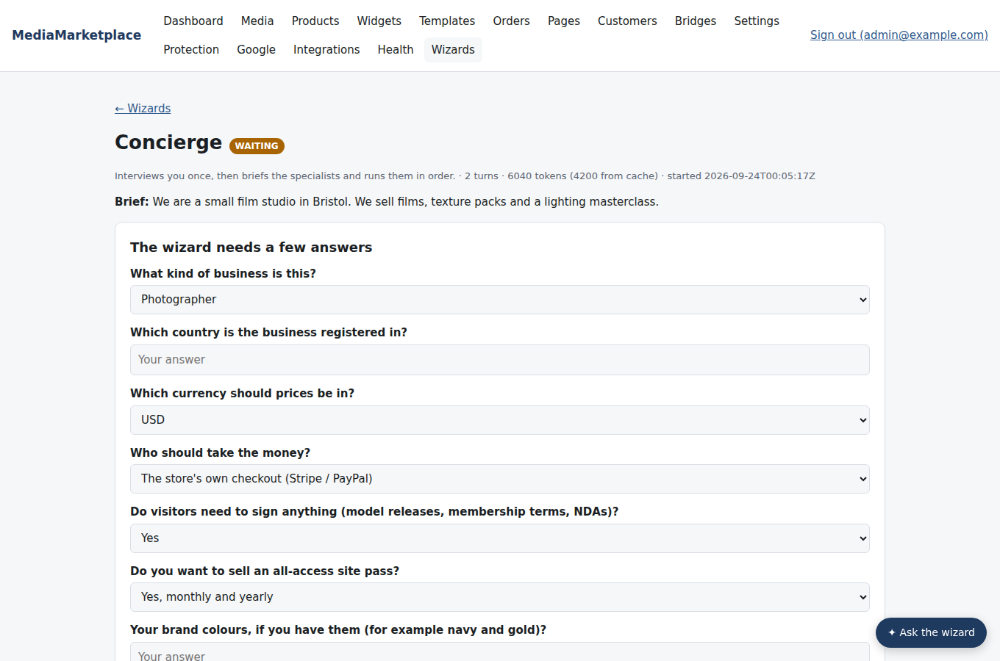 MediaMarketplace
Dashboard Media Products Widgets Templates Orders Pages Customers Bridges Settings
Protection Google Integrations Health Wizards
Sign out (admin@example.com)
← Wizards
Concierge WAITING
Interviews you once, then briefs the specialists and runs them in order. · 2 turns · 6040 tokens (4200 from cache) · started 2026-09-24T00:05:17Z
Brief: We are a small film studio in Bristol. We sell films, texture packs and a lighting masterclass.
The wizard needs a few answers
What kind of business is this?
Photographer
Which country is the business registered in?
Your answer
Which currency should prices be in?
USD
Who should take the money?
The store's own checkout (Stripe / PayPal)
Do visitors need to sign anything (model releases, membership terms, NDAs)?
Yes
Do you want to sell an all-access site pass?
Yes, monthly and yearly
Your brand colours, if you have them (for example navy and gold)?
Your answer
✦ Ask the wizard